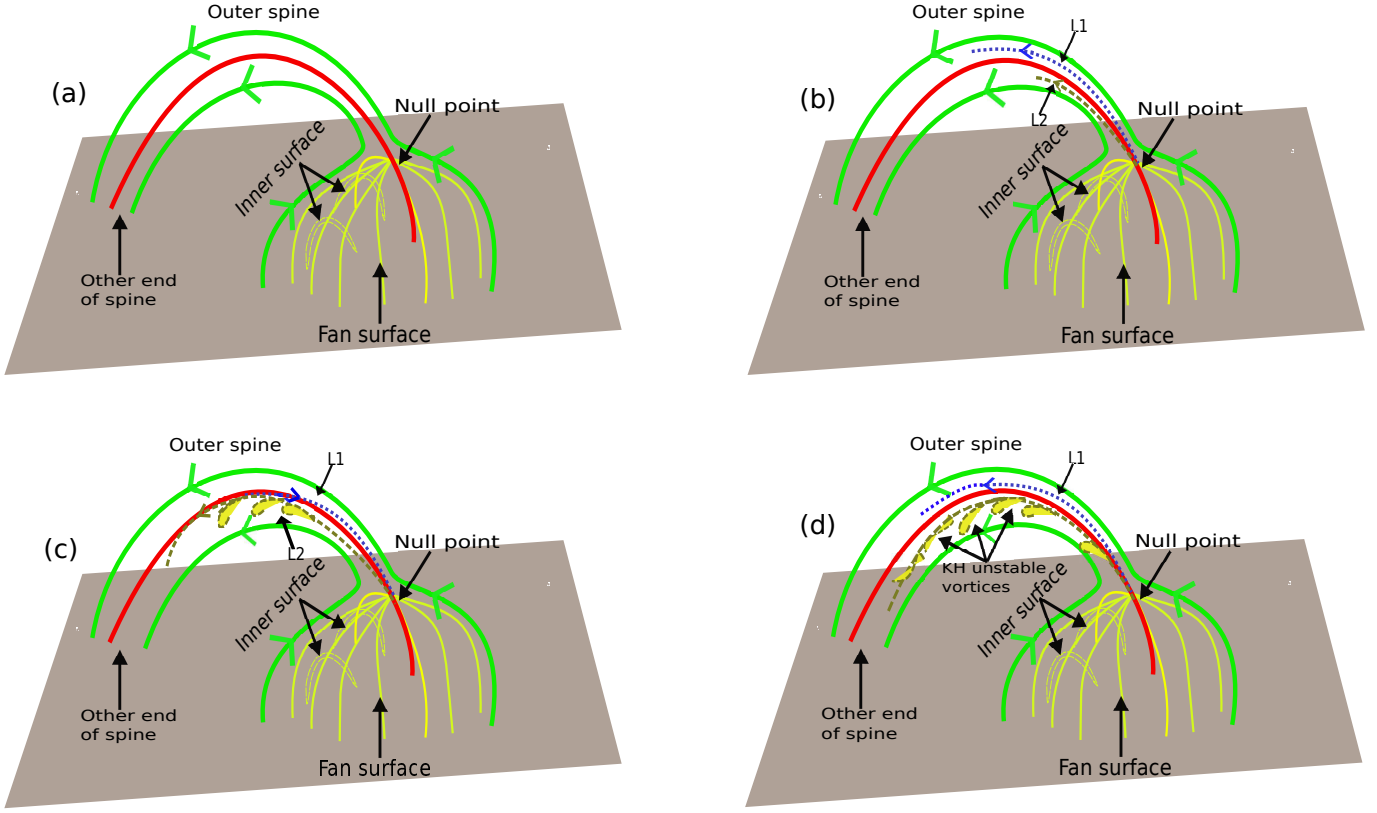 Outer spine
(a)
Null point
Inner surface
Other end
of spine
Fan surface
Outer spine
L1
(b)
Null point
L2
Inner surface
Other end
of spine
Fan surface
Outer spine
L1
(c)
Null point
L2
Inner surface
Other end
of spine
Fan surface
Outer spine
L1
(d)
Null point
KH unstable
vortices
Inner surface
Other end
of spine
Fan surface